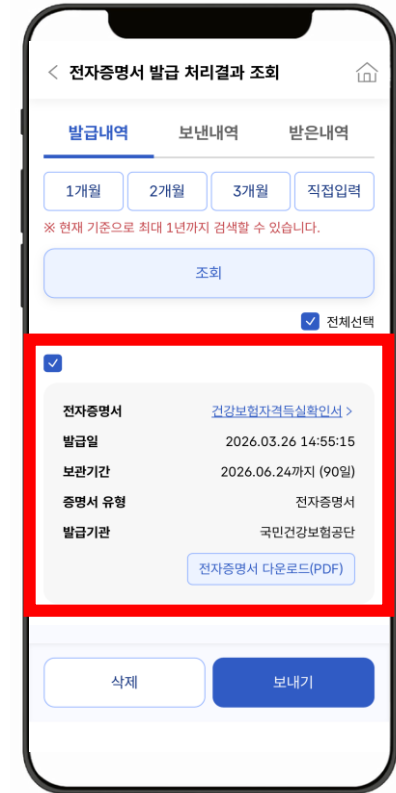 전자증명서 발급 처리결과 조회
발급내역 보낸내역 받은내역
1개월 2개월 3개월 직접입력
※ 현재 기준으로 최대 1년까지 검색할 수 있습니다.
조회
전체선택
전자증명서 건강보험자격득실확인서 >
발급일 2026.03.26 14:55:15
보관기간 2026.06.24까지 (90일)
증명서 유형 전자증명서
발급기관 국민건강보험공단
전자증명서 다운로드(PDF)
삭제 보내기